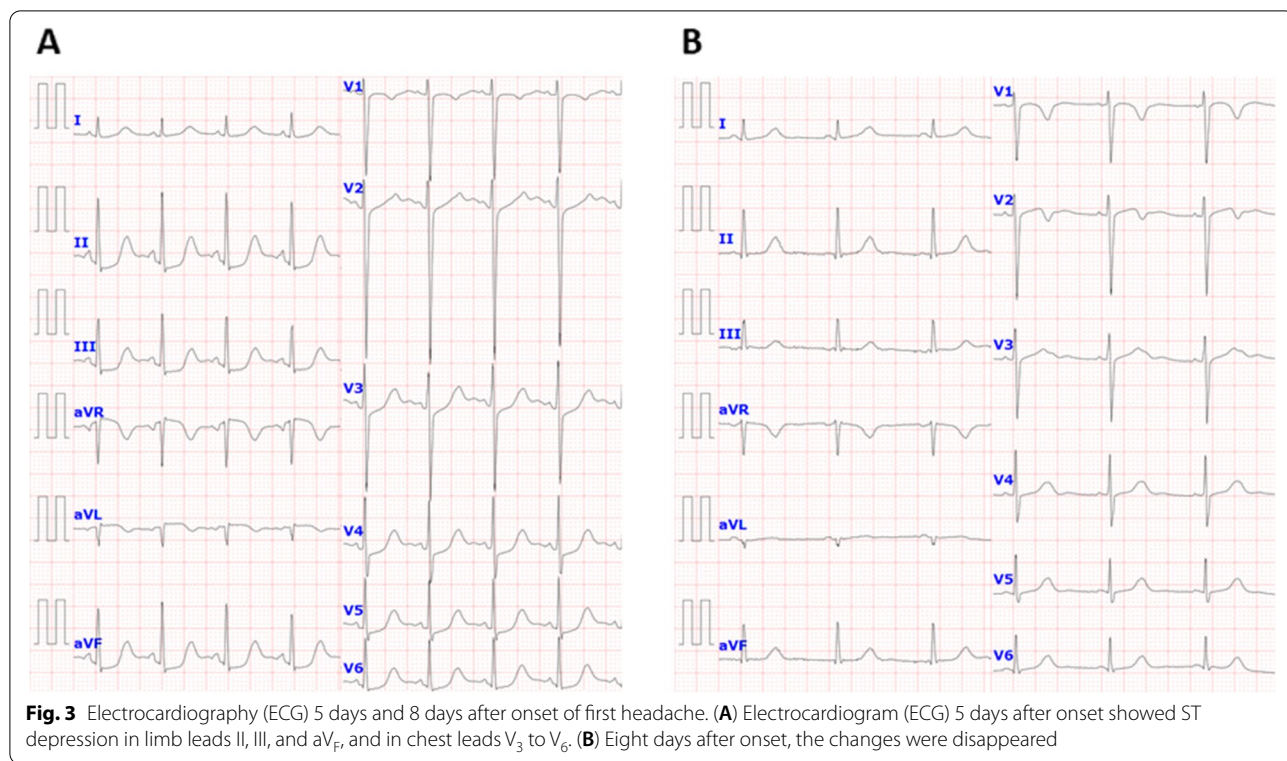 A
I
II
III
aVR
aVL
aVF
V1
V2
V3
V4
V5
V6
B
I
II
III
aVR
aVL
aVF
V1
V2
V3
V4
V5
V6
Fig. 3 Electrocardiography (ECG) 5 days and 8 days after onset of first headache. (A) Electrocardiogram (ECG) 5 days after onset showed ST
depression in limb leads II, III, and aVF, and in chest leads V3 to V6. (B) Eight days after onset, the changes were disappeared